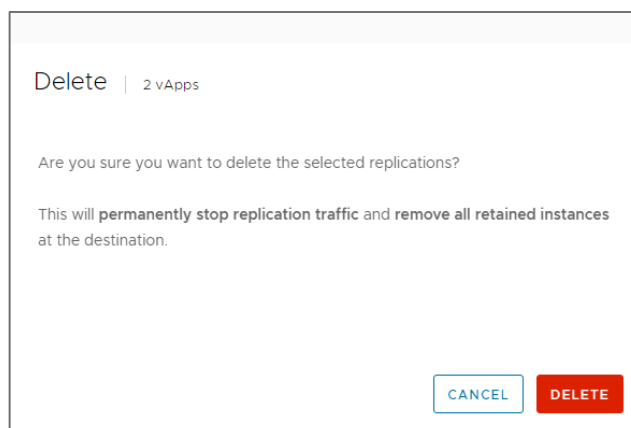 Delete | 2 vApps
Are you sure you want to delete the selected replications?
This will permanently stop replication traffic and remove all retained instances
at the destination.
CANCEL DELETE